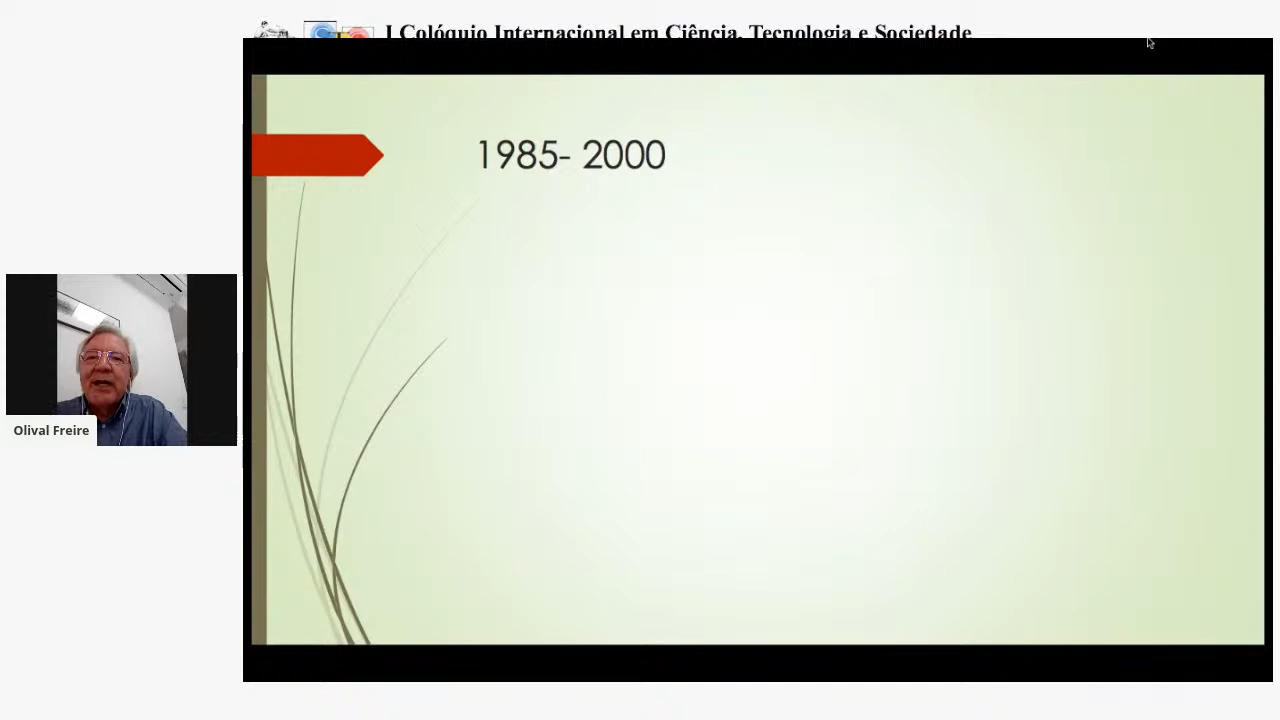 I Colóquio Internacional em Ciência, Tecnologia e Sociedade
1985- 2000
Olival Freire